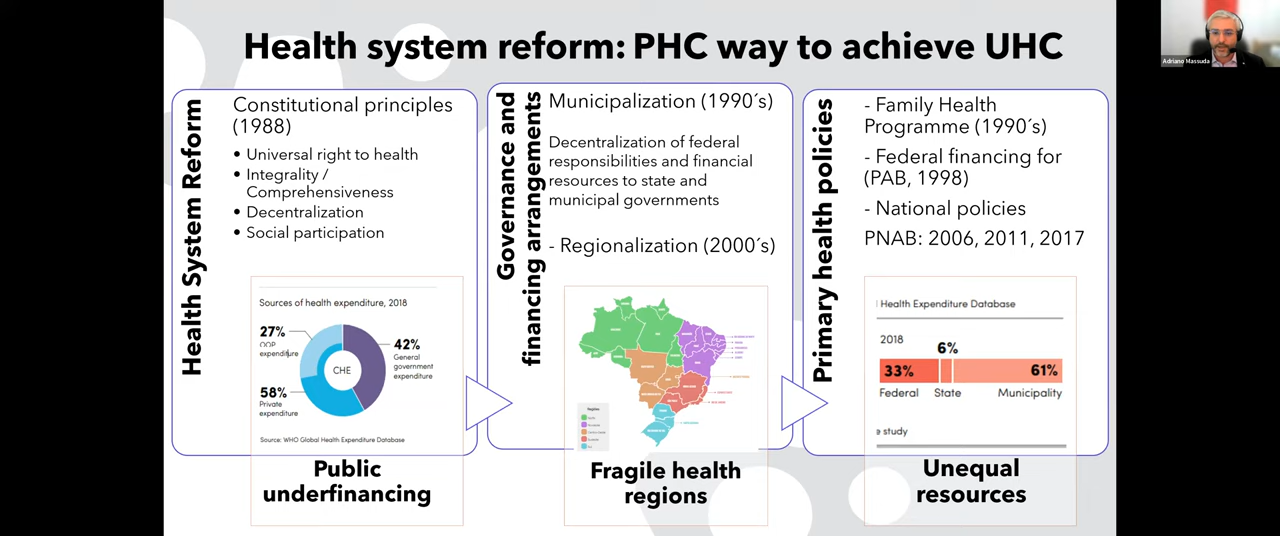 Health system reform: PHC way to achieve UHC
Adriano Massuda
Health System Reform
Constitutional principles
(1988)
• Universal right to health
• Integrality /
Comprehensiveness
• Decentralization
• Social participation
Sources of health expenditure, 2018
27%
OOP
expenditure
58%
Private
expenditure
CHE
42%
General
government
expenditure
Source: WHO Global Health Expenditure Database
Public
underfinancing
Governance and
financing arrangements
Municipalization (1990´s)
Decentralization of federal
responsibilities and financial
resources to state and
municipal governments
- Regionalization (2000´s)
Regions
Fragile health
regions
Primary health policies
- Family Health
Programme (1990´s)
- Federal financing for
(PAB, 1998)
- National policies
PNAB: 2006, 2011, 2017
Health Expenditure Database
2018
6%
33%
61%
Federal
State
Municipality
e study
Unequal
resources